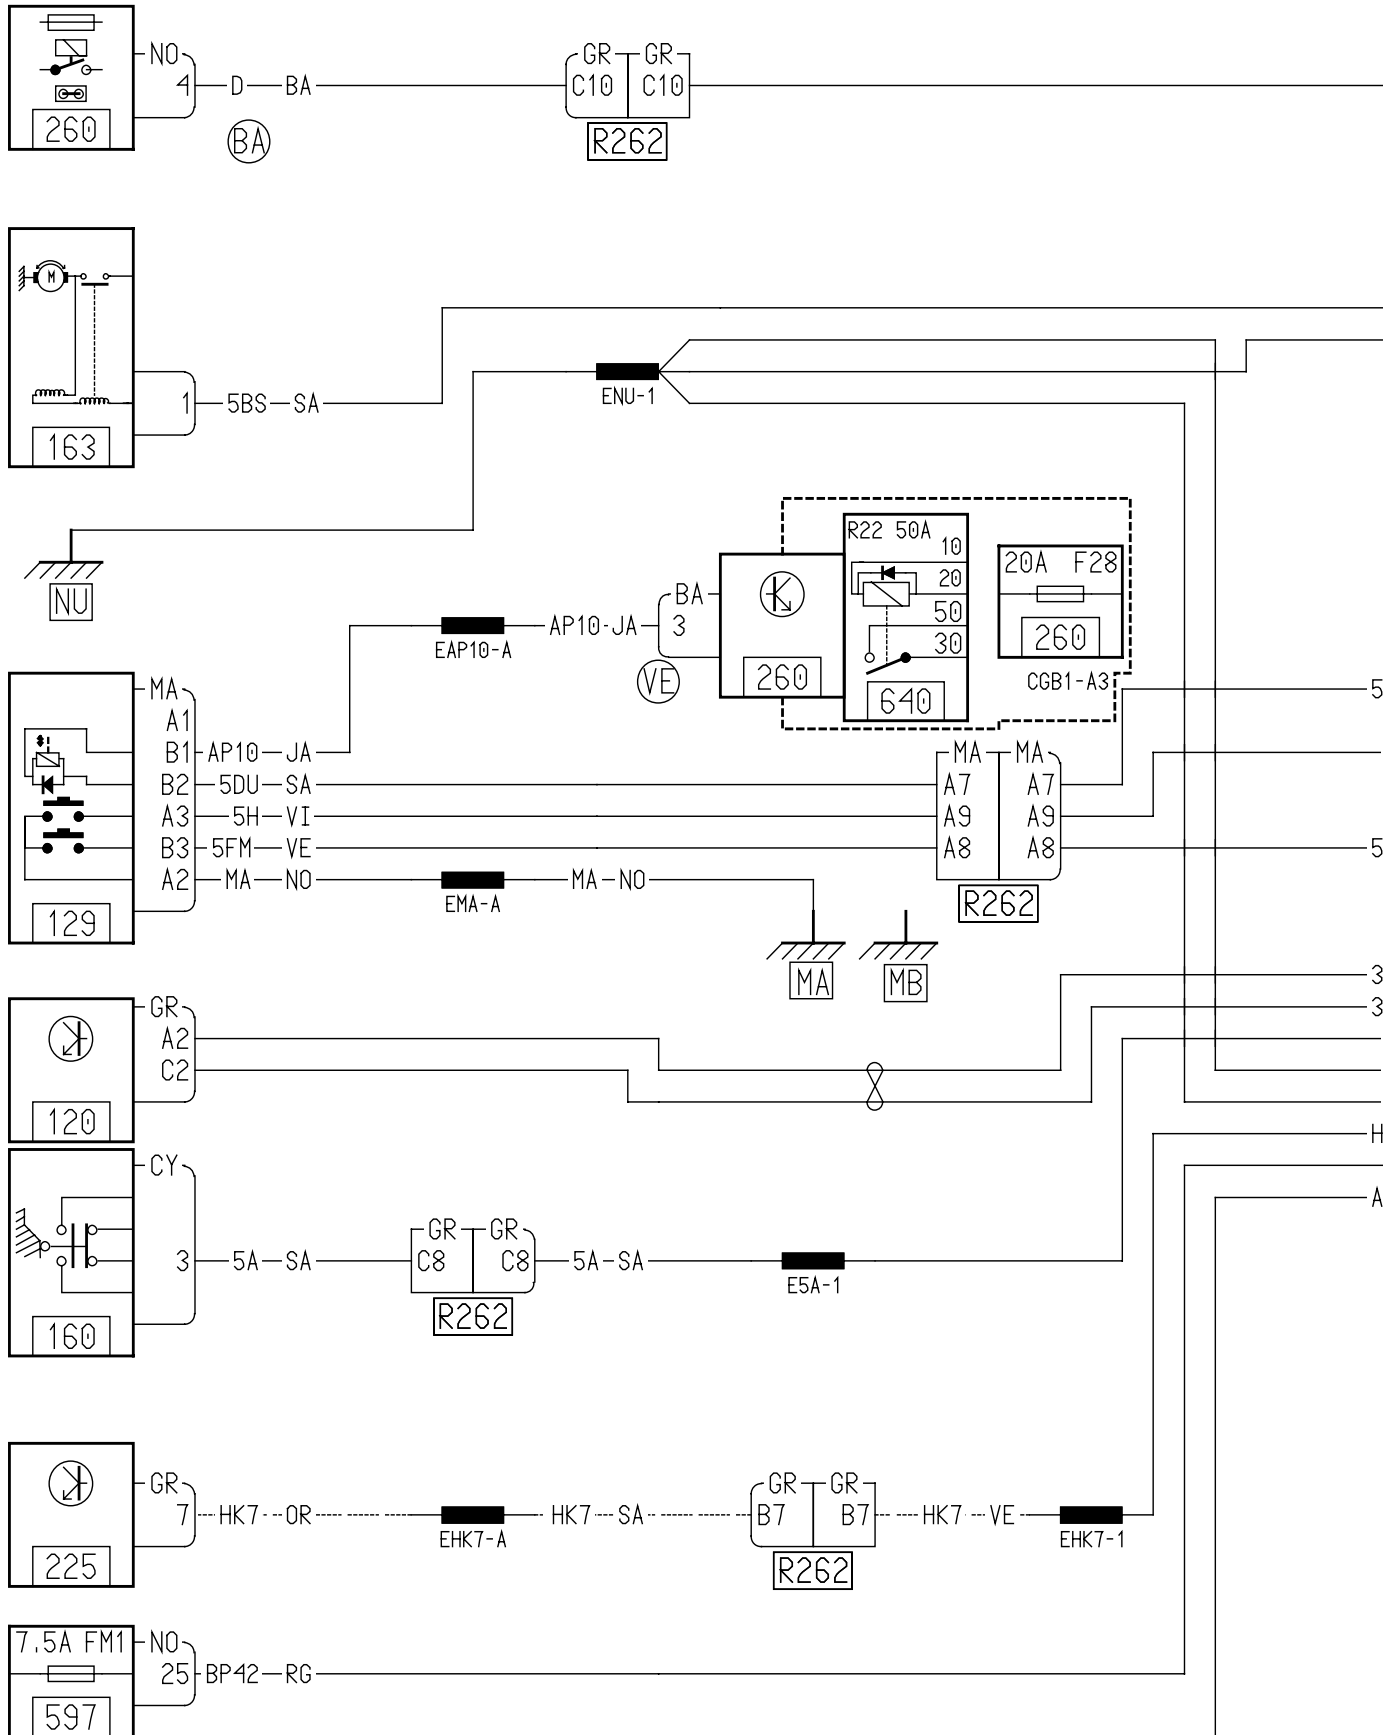 NO
4 D BA
GR GR
C10 C10
260
BA
R262
M
1 5BS SA
ENU-1
163
NU
R22 50A
10
20
50
30
640
20A F28
260
CGB1-A3
BA
AP10 JA 3
EAP10-A
VE
260
5
MA
A1
B1 AP10 JA
B2 5DU SA
A3 5H VI
B3 5FM VE
A2 MA NO
EMA-A
MA NO
129
MA MA
A7 A7
A9 A9
A8 A8
5
R262
MA
MB
3
3
GR
A2
C2
120
H
A
CY
3 5A SA
GR GR
C8 C8
5A SA
E5A-1
R262
160
GR
7 HK7 OR
EHK7-A
HK7 SA
GR GR
B7 B7
HK7 VE
EHK7-1
R262
225
7,5A FM1 NO
25 BP42 RG
597